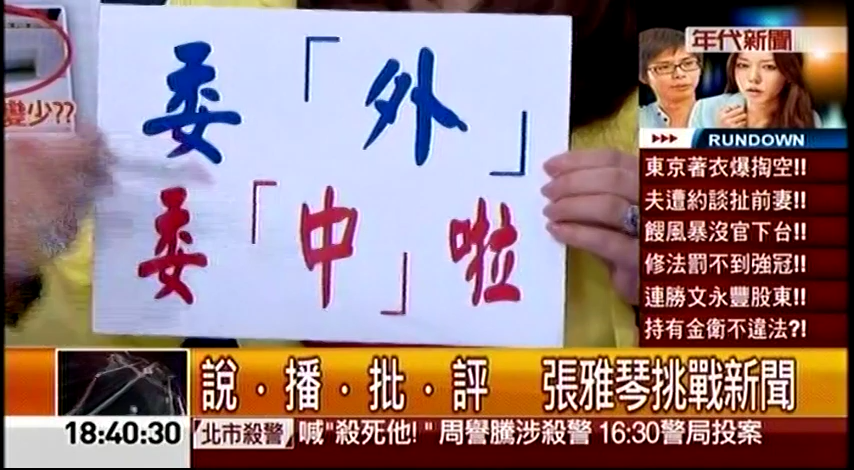 委「外」
委「中」啦
變少??
年代新聞
RUNDOWN
東京著衣爆掏空!!
夫遭約談扯前妻!!
餿風暴沒官下台!!
修法罰不到強冠!!
連勝文永豐股東!!
持有金衛不違法?!
說·播·批·評 張雅琴挑戰新聞
18:40:30
北市殺警
喊"殺死他!"周譽騰涉殺警 16:30警局投案